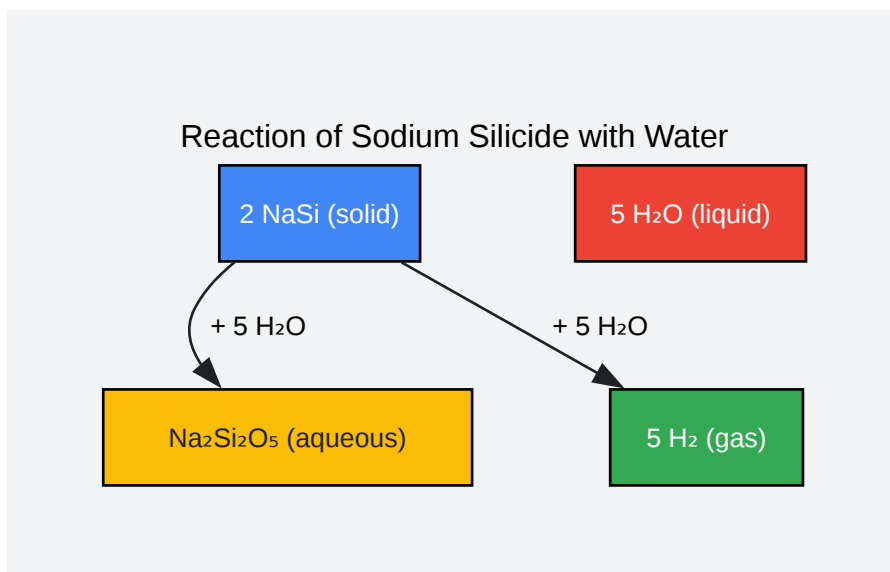 Reaction of Sodium Silicide with Water
2 NaSi (solid)
5 H₂O (liquid)
+ 5 H₂O
+ 5 H₂O
Na₂Si₂O₅ (aqueous)
5 H₂ (gas)